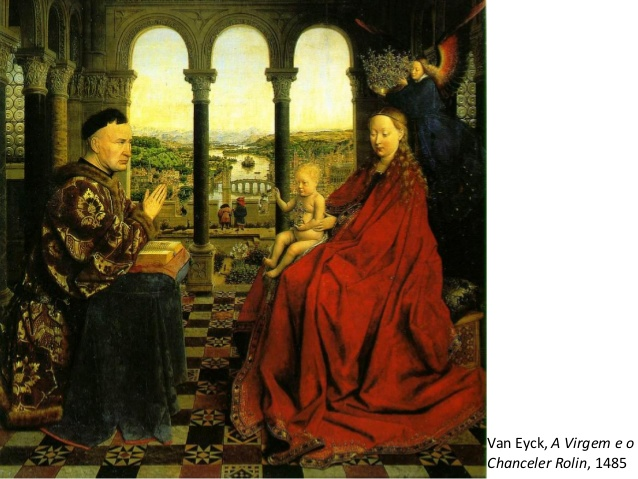 Van Eyck, A Virgem e o
Chanceler Rolin, 1485